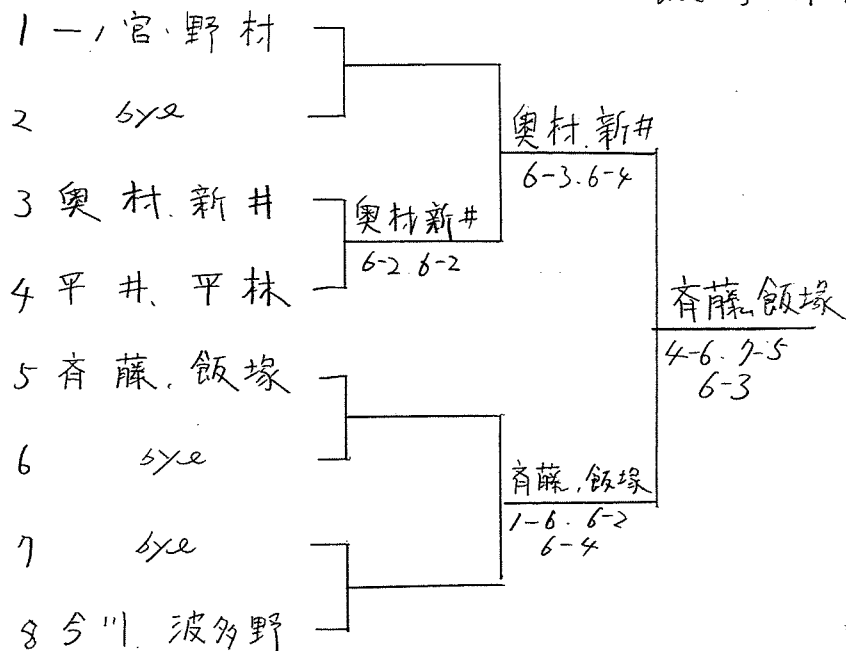 1 一ノ宮・野村
2 bye
奥村、新井
6-3. 6-4
3 奥村、新井
奥村 新井
6-2 6-2
4 平井、平林
斉藤、飯塚
4-6. 7-5
6-3
5 斉藤、飯塚
6 bye
斉藤、飯塚
1-6. 6-2
6-4
7 bye
8 今川、波多野